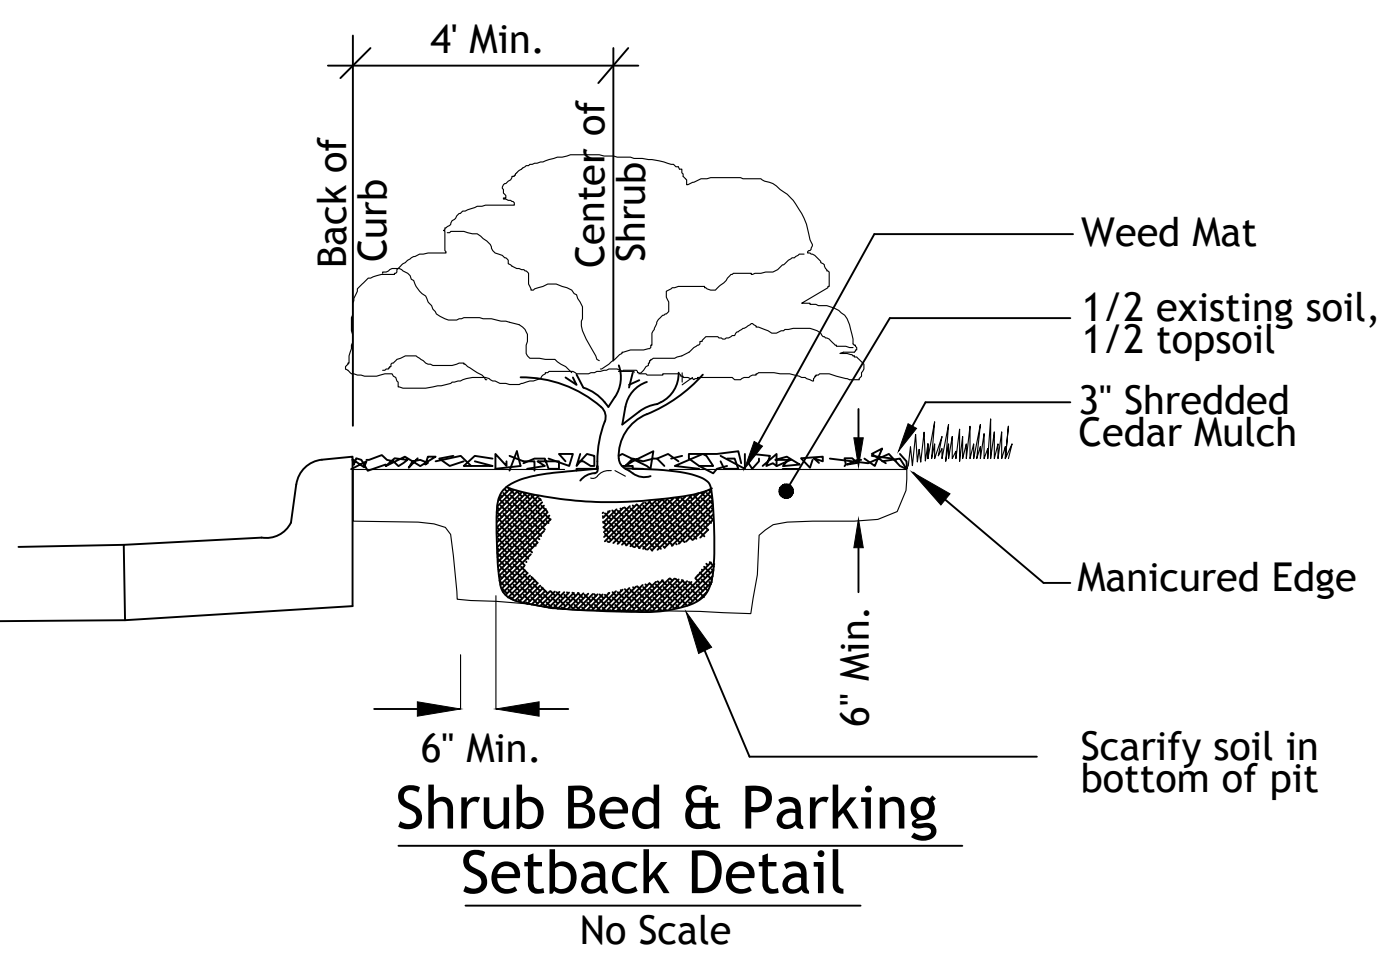 4' Min.
Back of
Curb
Center of
Shrub
Weed Mat
1/2 existing soil,
1/2 topsoil
3" Shredded
Cedar Mulch
Manicured Edge
6" Min.
6" Min.
Scarify soil in
bottom of pit
Shrub Bed & Parking
Setback Detail
No Scale